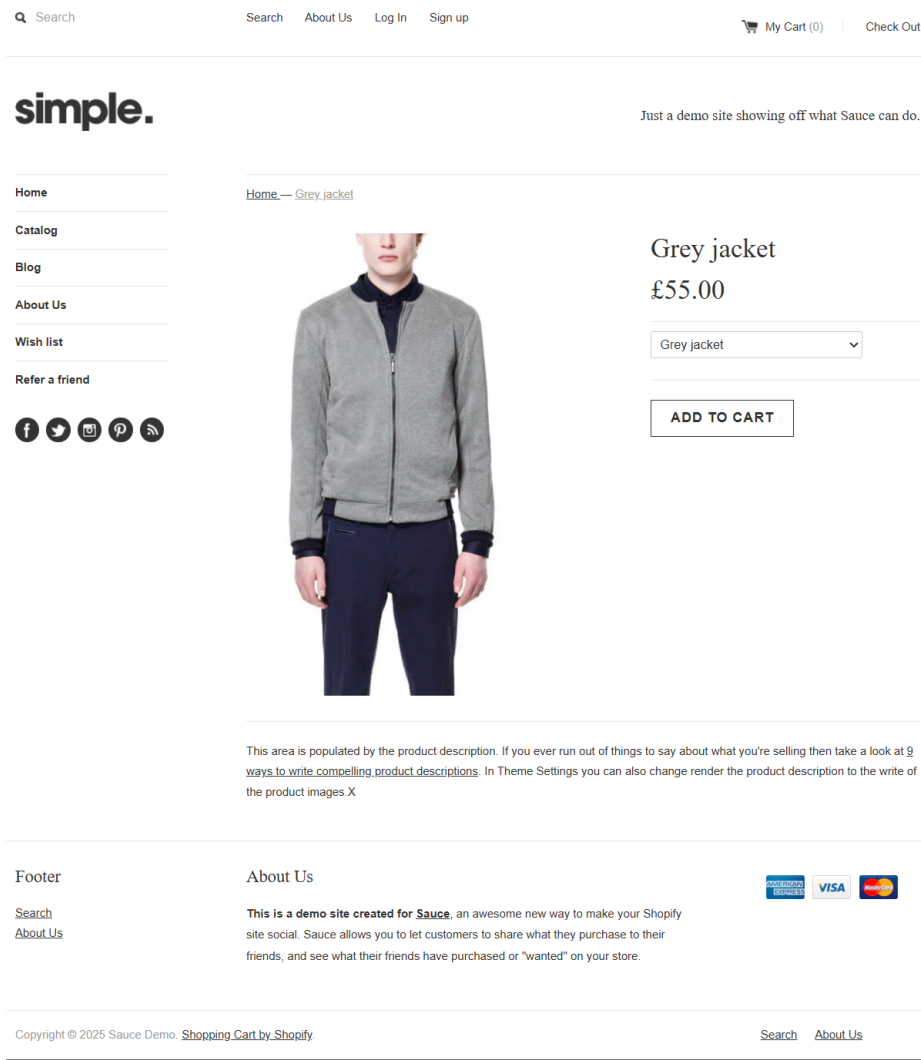 Search
Search About Us Log In Sign up
My Cart (0) Check Out
simple.
Just a demo site showing off what Sauce can do.
Home
Catalog
Blog
About Us
Wish list
Refer a friend
Home — Grey jacket
Grey jacket
£55.00
Grey jacket
ADD TO CART
This area is populated by the product description. If you ever run out of things to say about what you're selling then take a look at 9
ways to write compelling product descriptions. In Theme Settings you can also change render the product description to the write of
the product images.X
Footer
Search
About Us
About Us
This is a demo site created for Sauce, an awesome new way to make your Shopify
site social. Sauce allows you to let customers to share what they purchase to their
friends, and see what their friends have purchased or "wanted" on your store.
AMERICAN EXPRESS
VISA
MasterCard
Copyright © 2025 Sauce Demo. Shopping Cart by Shopify.
Search About Us